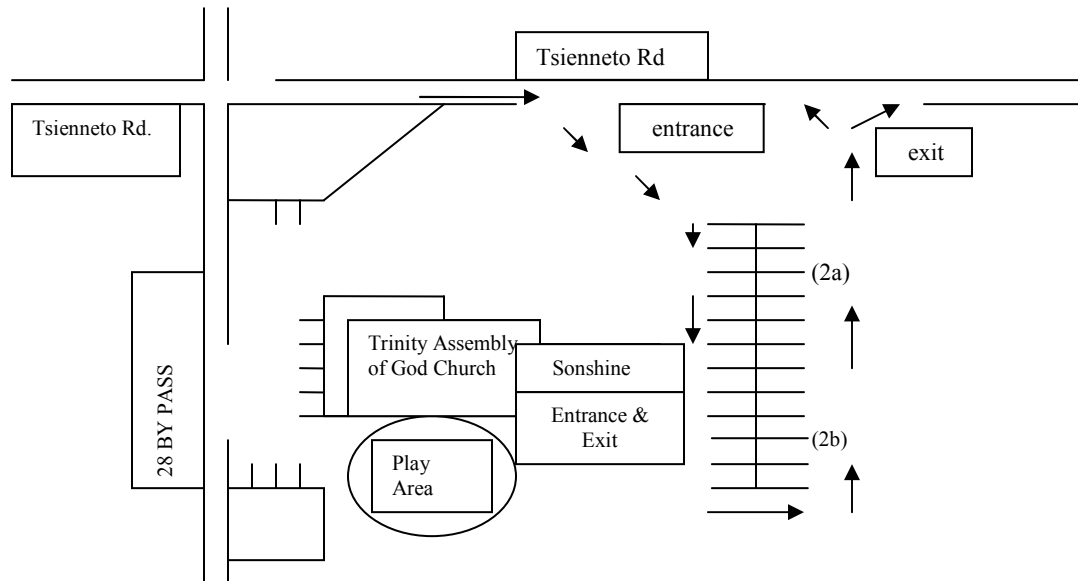 Tsienneto Rd
Tsienneto Rd.
entrance
exit
(2a)
Trinity Assembly
of God Church
Sonshine
Entrance &
Exit
28 BY PASS
(2b)
Play
Area